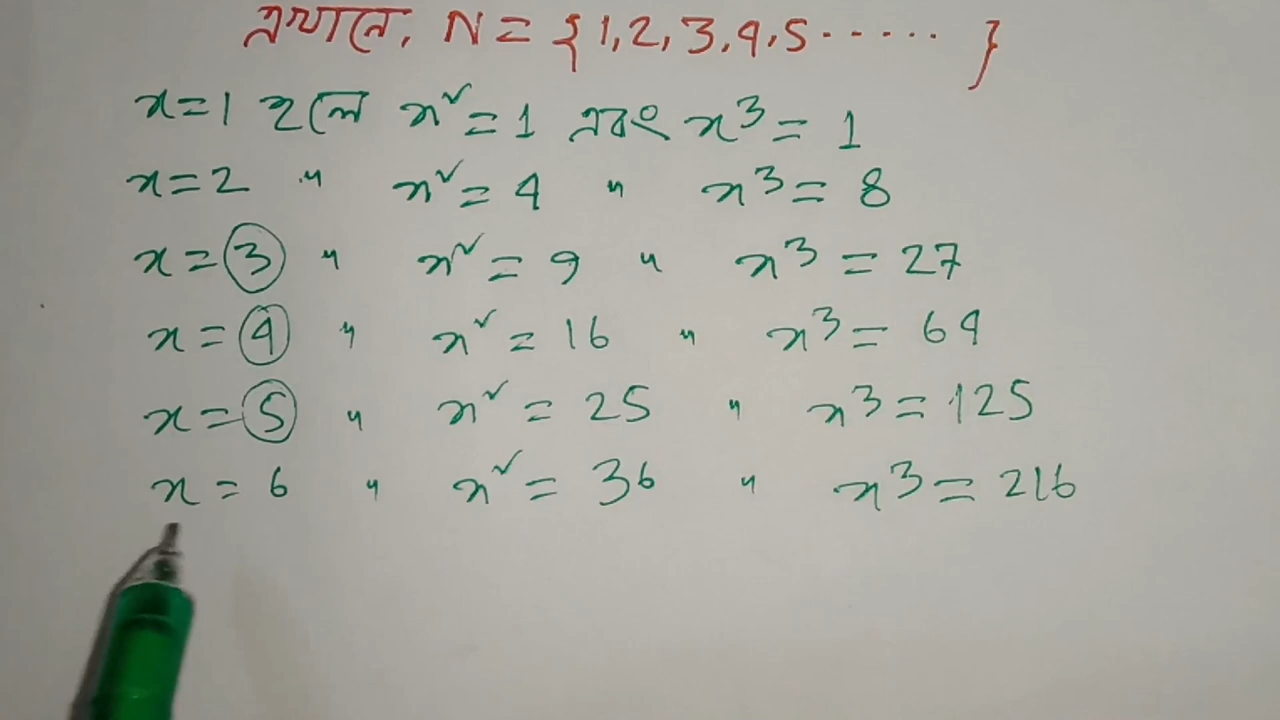 এখানে, N = {1, 2, 3, 4, 5 ...... }
x = 1 হলে x² = 1 এবং x³ = 1
x = 2 " x² = 4 " x³ = 8
x = 3 " x² = 9 " x³ = 27
x = 4 " x² = 16 " x³ = 64
x = 5 " x² = 25 " x³ = 125
x = 6 " x² = 36 " x³ = 216